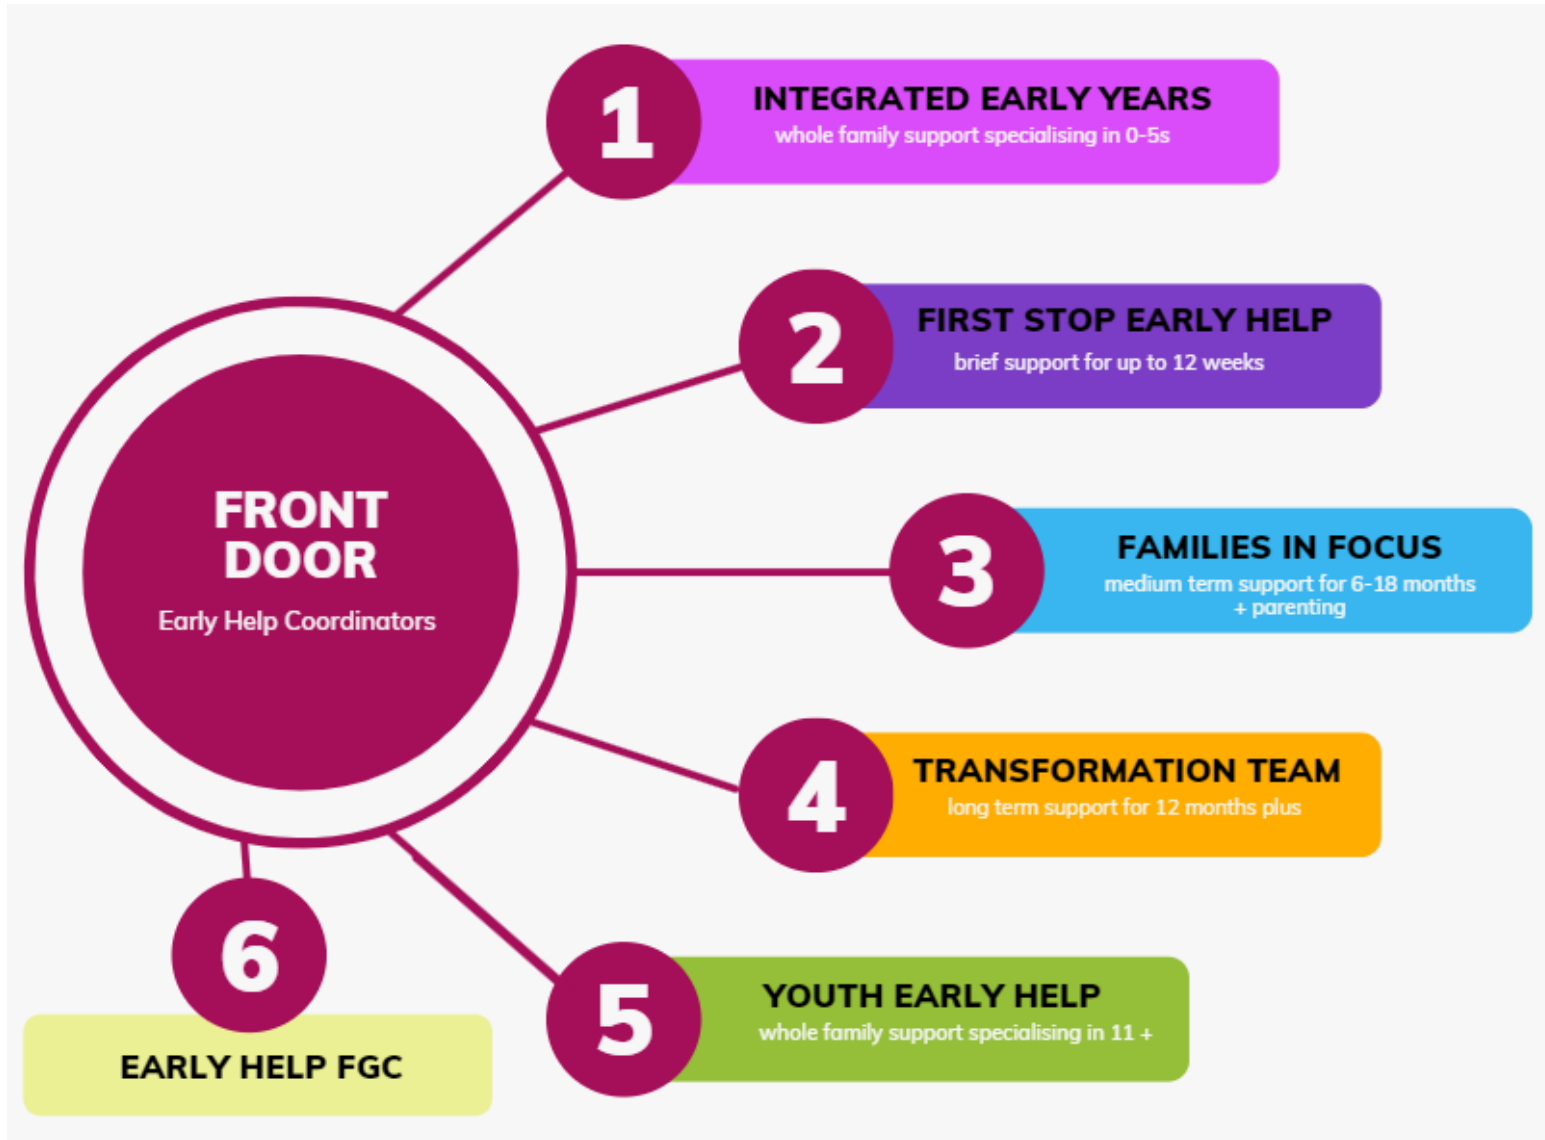 1
INTEGRATED EARLY YEARS
whole family support specialising in 0-5s
2
FIRST STOP EARLY HELP
brief support for up to 12 weeks
FRONT
DOOR
Early Help Coordinators
3
FAMILIES IN FOCUS
medium term support for 6-18 months
+ parenting
4
TRANSFORMATION TEAM
long term support for 12 months plus
5
YOUTH EARLY HELP
whole family support specialising in 11 +
6
EARLY HELP FGC